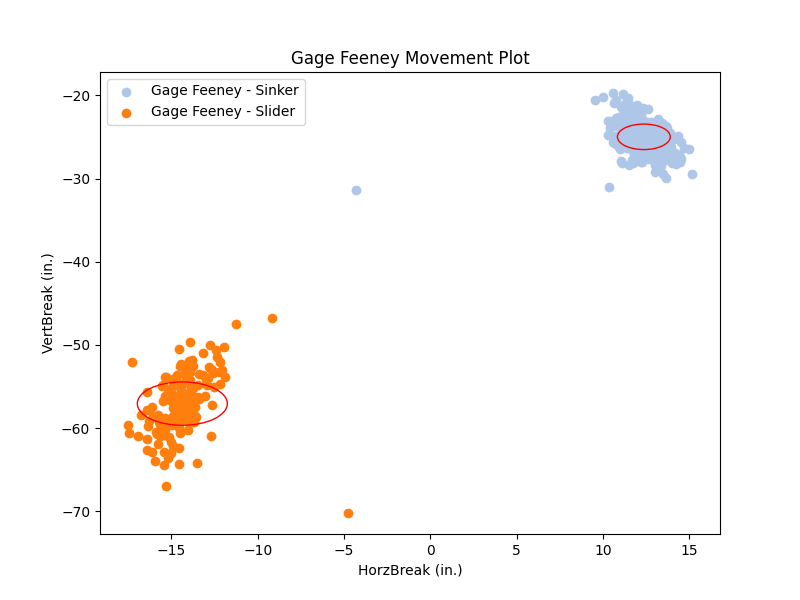 Gage Feeney Movement Plot
Gage Feeney - Sinker
Gage Feeney - Slider
VertBreak (in.)
−20
−30
−40
−50
−60
−70
−15
−10
−5
0
5
10
15
HorzBreak (in.)